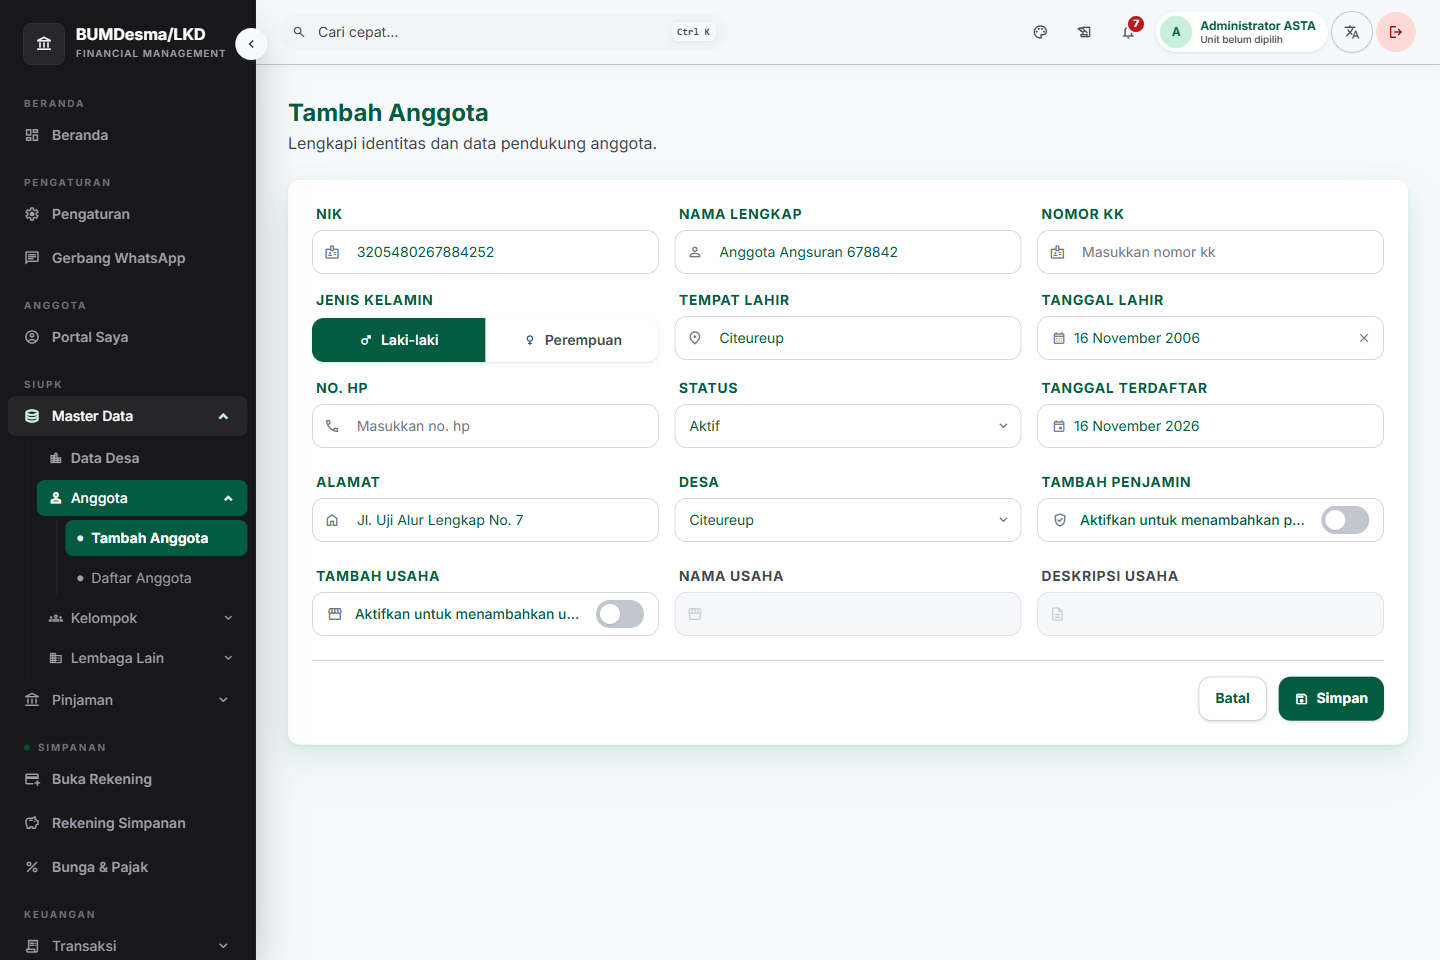 BUMDesma/LKD
FINANCIAL MANAGEMENT
Cari cepat...
Ctrl K
7
A
Administrator ASTA
Unit belum dipilih
BERANDA
Beranda
PENGATURAN
Pengaturan
Gerbang WhatsApp
ANGGOTA
Portal Saya
SIUPK
Master Data
Data Desa
Anggota
Tambah Anggota
Daftar Anggota
Kelompok
Lembaga Lain
Pinjaman
SIMPANAN
Buka Rekening
Rekening Simpanan
Bunga & Pajak
KEUANGAN
Transaksi
Tambah Anggota
Lengkapi identitas dan data pendukung anggota.
NIK
3205480267884252
NAMA LENGKAP
Anggota Angsuran 678842
NOMOR KK
Masukkan nomor kk
JENIS KELAMIN
Laki-laki
Perempuan
TEMPAT LAHIR
Citeureup
TANGGAL LAHIR
16 November 2006
NO. HP
Masukkan no. hp
STATUS
Aktif
TANGGAL TERDAFTAR
16 November 2026
ALAMAT
Jl. Uji Alur Lengkap No. 7
DESA
Citeureup
TAMBAH PENJAMIN
Aktifkan untuk menambahkan p...
TAMBAH USAHA
Aktifkan untuk menambahkan u...
NAMA USAHA
DESKRIPSI USAHA
Batal
Simpan